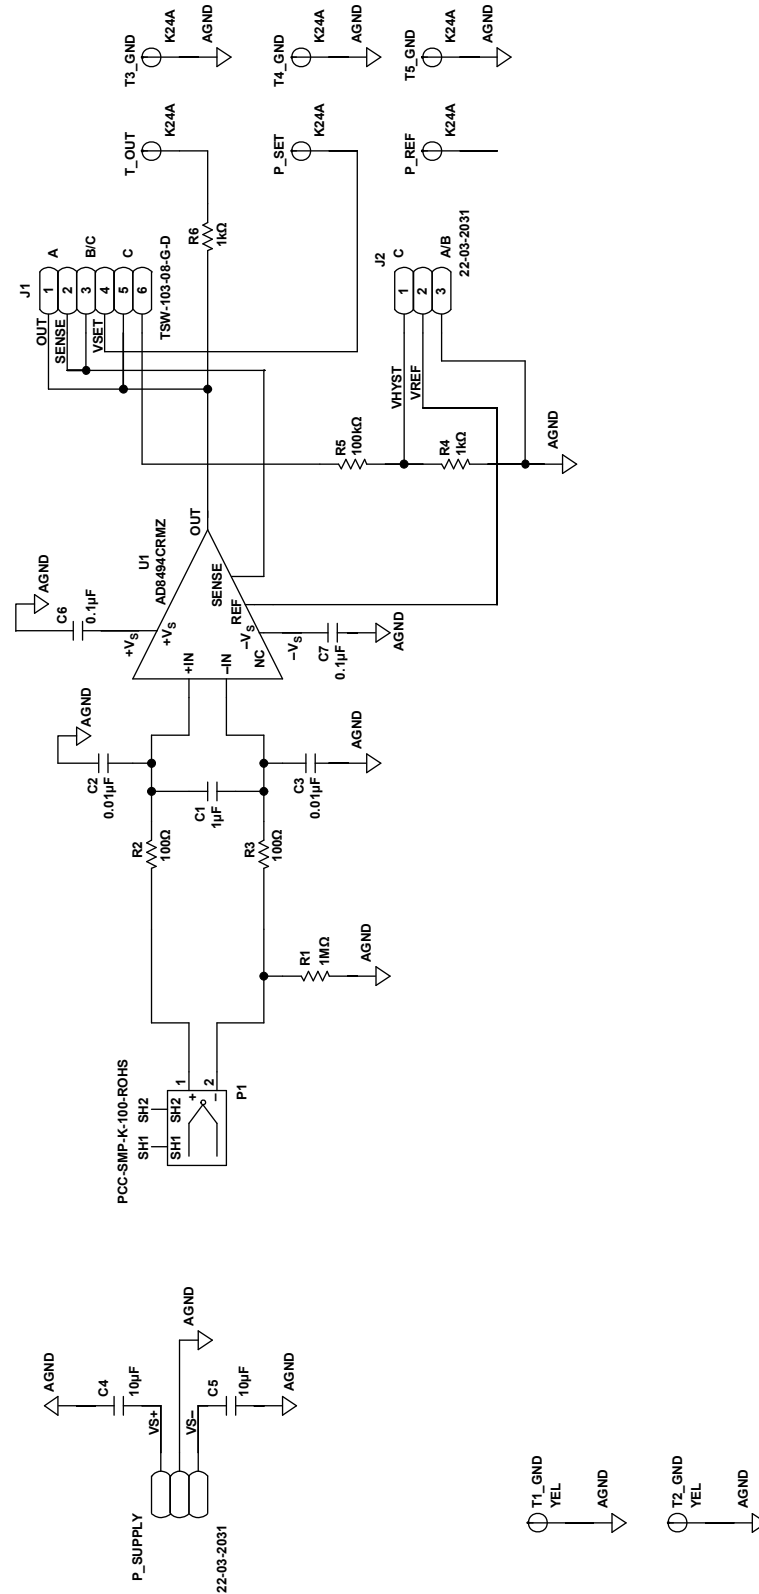 T3_GND
K24A
AGND
T4_GND
K24A
AGND
T5_GND
K24A
AGND
T_OUT
K24A
P_SET
K24A
P_REF
K24A
R6
1kΩ
J1
1
2
3
4
5
6
A
B/C
C
TSW-103-08-G-D
OUT
SENSE
VSET
J2
1
2
3
C
A/B
22-03-2031
VHYST
VREF
R5
100kΩ
R4
1kΩ
AGND
U1
AD8494CRMZ
OUT
SENSE
REF
–VS
NC
+VS
+IN
–IN
+VS
C6
0.1µF
AGND
–VS
C7
0.1µF
AGND
C2
0.01µF
AGND
C1
1µF
C3
0.01µF
AGND
R2
100Ω
R3
100Ω
R1
1MΩ
AGND
PCC-SMP-K-100-ROHS
SH1
SH2
SH1
SH2
1
+
2
–
P1
P_SUPPLY
22-03-2031
VS+
VS–
C4
10µF
AGND
AGND
C5
10µF
AGND
T1_GND
YEL
AGND
T2_GND
YEL
AGND